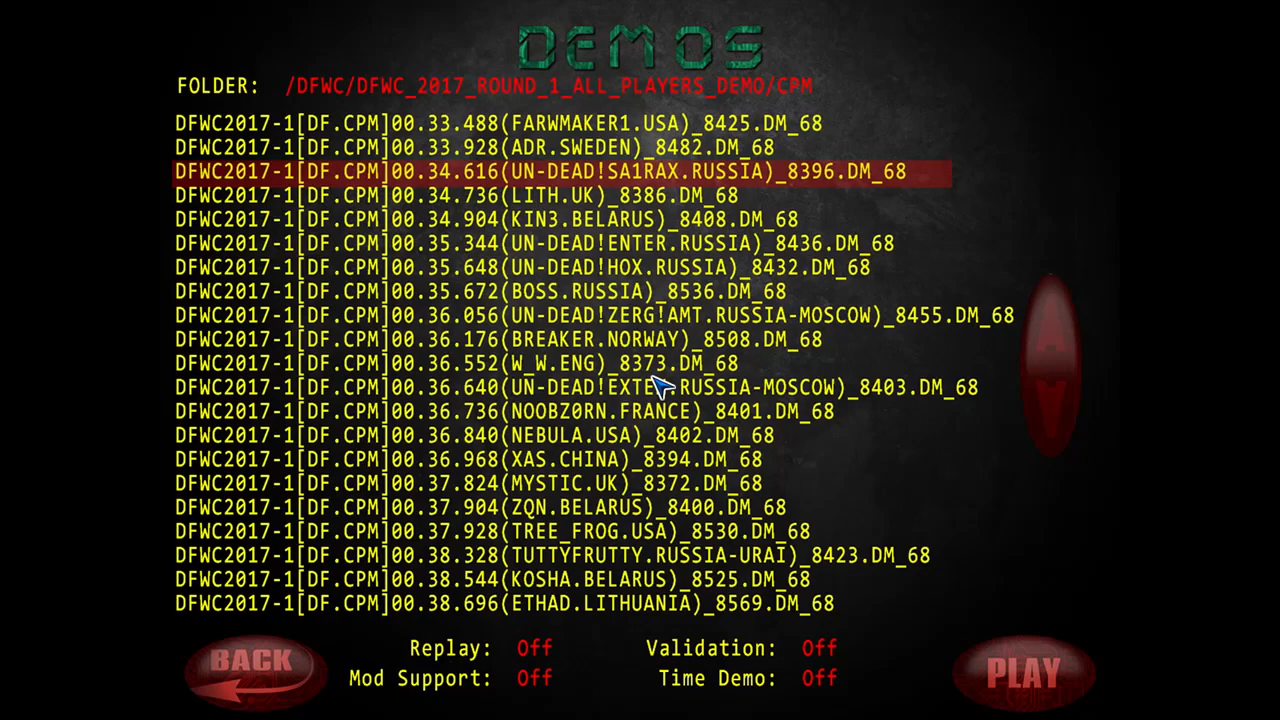 DEMOS
FOLDER: /DFWC/DFWC_2017_ROUND_1_ALL_PLAYERS_DEMO/CPM
DFWC2017-1[DF.CPM]00.33.488(FARWMAKER1.USA)_8425.DM_68
DFWC2017-1[DF.CPM]00.33.928(ADR.SWEDEN)_8482.DM_68
DFWC2017-1[DF.CPM]00.34.616(UN-DEAD!SA1RAX.RUSSIA)_8396.DM_68
DFWC2017-1[DF.CPM]00.34.736(LITH.UK)_8386.DM_68
DFWC2017-1[DF.CPM]00.34.904(KIN3.BELARUS)_8408.DM_68
DFWC2017-1[DF.CPM]00.35.344(UN-DEAD!ENTER.RUSSIA)_8436.DM_68
DFWC2017-1[DF.CPM]00.35.648(UN-DEAD!HOX.RUSSIA)_8432.DM_68
DFWC2017-1[DF.CPM]00.35.672(BOSS.RUSSIA)_8536.DM_68
DFWC2017-1[DF.CPM]00.36.056(UN-DEAD!ZERG!AMT.RUSSIA-MOSCOW)_8455.DM_68
DFWC2017-1[DF.CPM]00.36.176(BREAKER.NORWAY)_8508.DM_68
DFWC2017-1[DF.CPM]00.36.552(W_W.ENG)_8373.DM_68
DFWC2017-1[DF.CPM]00.36.640(UN-DEAD!EXTER.RUSSIA-MOSCOW)_8403.DM_68
DFWC2017-1[DF.CPM]00.36.736(NOOBZ0RN.FRANCE)_8401.DM_68
DFWC2017-1[DF.CPM]00.36.840(NEBULA.USA)_8402.DM_68
DFWC2017-1[DF.CPM]00.36.968(XAS.CHINA)_8394.DM_68
DFWC2017-1[DF.CPM]00.37.824(MYSTIC.UK)_8372.DM_68
DFWC2017-1[DF.CPM]00.37.904(ZQN.BELARUS)_8400.DM_68
DFWC2017-1[DF.CPM]00.37.928(TREE_FROG.USA)_8530.DM_68
DFWC2017-1[DF.CPM]00.38.328(TUTTYFRUTTY.RUSSIA-URAI)_8423.DM_68
DFWC2017-1[DF.CPM]00.38.544(KOSHA.BELARUS)_8525.DM_68
DFWC2017-1[DF.CPM]00.38.696(ETHAD.LITHUANIA)_8569.DM_68
Replay: Off Validation: Off
Mod Support: Off Time Demo: Off
BACK PLAY